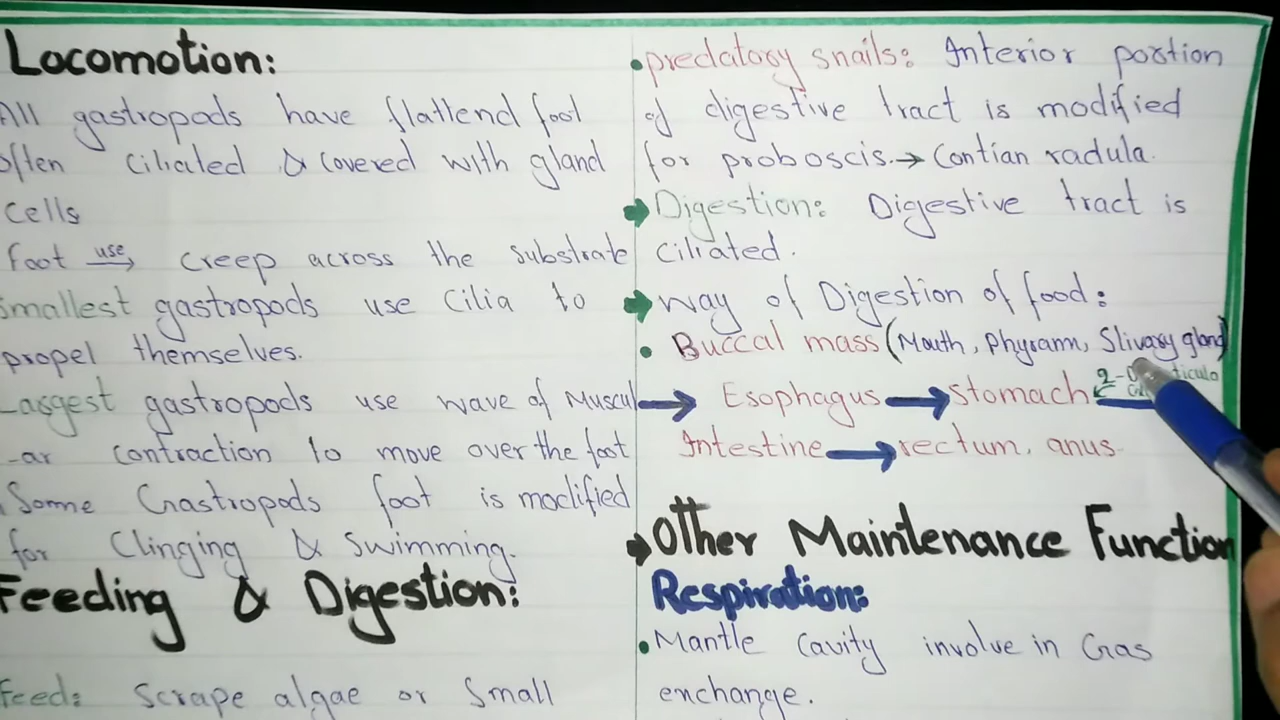 Locomotion:
All gastropods have flattend foot
often ciliated & covered with gland
cells
foot use → creep across the substrate
smallest gastropods use cilia to
propel themselves.
Largest gastropods use wave of Muscul
-ar contraction to move over the foot
Some Gastropods foot is modified
for Clinging & Swimming.
Feeding & Digestion:
Feed: Scrape algae or Small
• predatory snails: Interior portion
of digestive tract is modified
for proboscis. → Contian radula.
Digestion: Digestive tract is
ciliated.
way of Digestion of food:
• Buccal mass (Mouth, Phyrann, Slivary gland)
→ Esophagus → stomach 2-
Intestine → rectum, anus.
Other Maintenance Function
Respiration:
• Mantle Cavity involve in Gas
exchange.